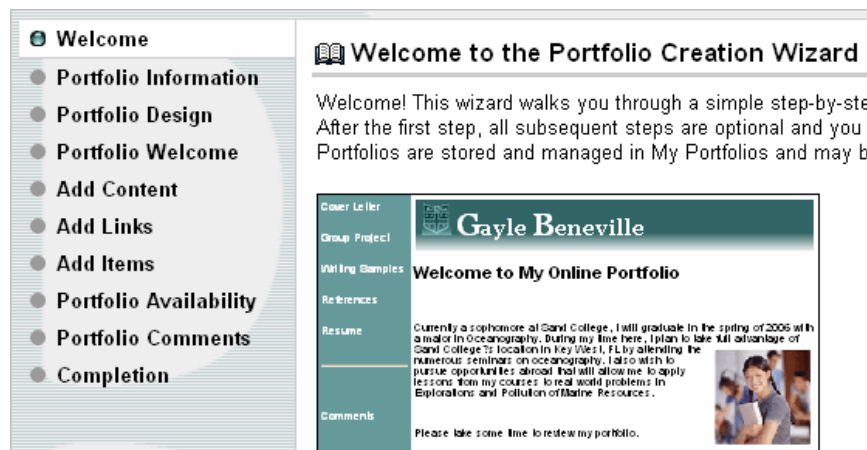 Welcome
Portfolio Information
Portfolio Design
Portfolio Welcome
Add Content
Add Links
Add Items
Portfolio Availability
Portfolio Comments
Completion
Welcome to the Portfolio Creation Wizard
Welcome! This wizard walks you through a simple step-by-ste
After the first step, all subsequent steps are optional and you
Portfolios are stored and managed in My Portfolios and may b
Cover Letter
Group Project
Writing Samples
References
Resume
Comments
Gayle Beneville
Welcome to My Online Portfolio
Currently a sophomore at Sand College, I will graduate in the spring of 2006 with
a major in Oceanography. During my time here, I plan to take full advantage of
Sand College?s location in Key West, FL by attending the
numerous seminars on oceanography. I also wish to
pursue opportunities abroad that will allow me to apply
lessons from my courses to real world problems in
Explorations and Pollution of Marine Resources.
Please take some time to review my portfolio.